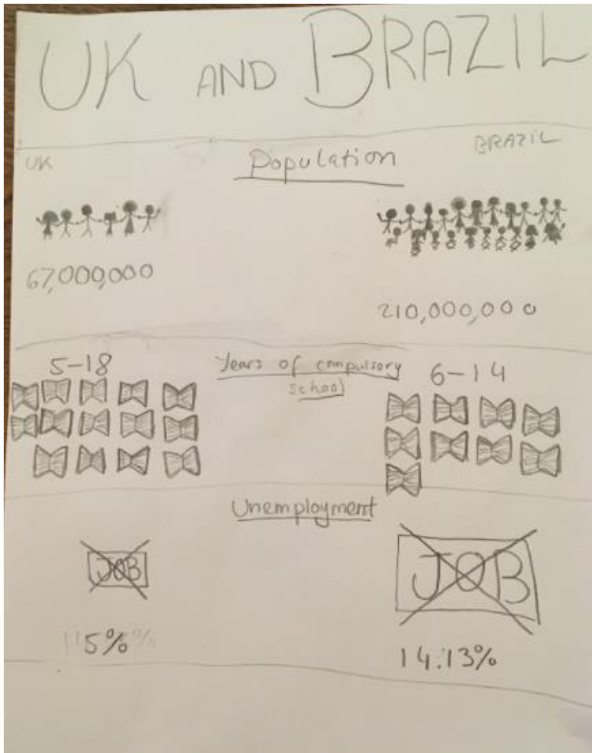 UK AND BRAZIL
UK
Population
BRAZIL
67,000,000
210,000,000
5-18
Years of compulsory
school
6-14
Unemployment
JOB
JOB
5%
14.13%